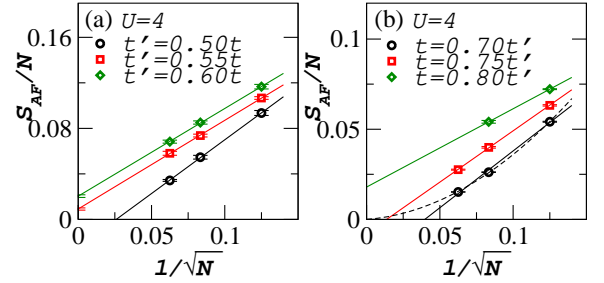 (a) U=4
t'=0.50t
t'=0.55t
t'=0.60t
S_AF/N
0.16
0.08
0
0 0.05 0.1
1/√N
(b) U=4
t=0.70t'
t=0.75t'
t=0.80t'
S_AF/N
0.1
0.05
0
0 0.05 0.1
1/√N